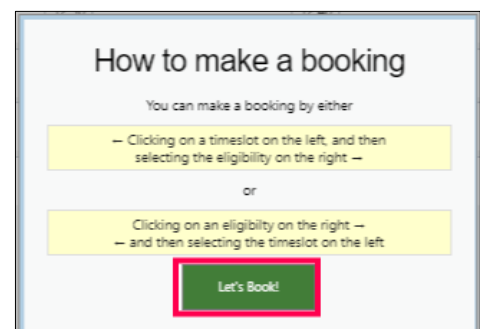 How to make a booking
You can make a booking by either
← Clicking on a timeslot on the left, and then
selecting the eligibility on the right →
or
Clicking on an eligibilty on the right →
← and then selecting the timeslot on the left
Let's Book!